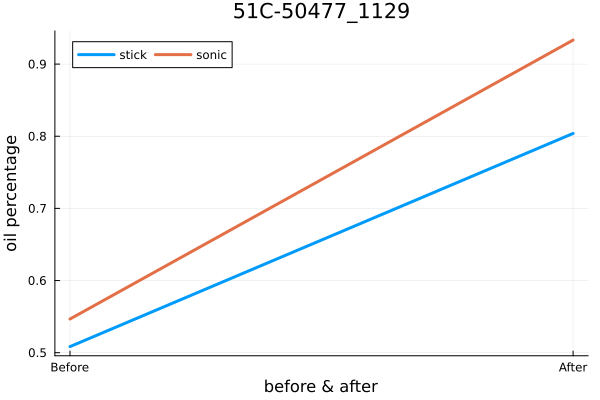 51C-50477_1129
stick sonic
oil percentage
0.9
0.8
0.7
0.6
0.5
Before After
before & after